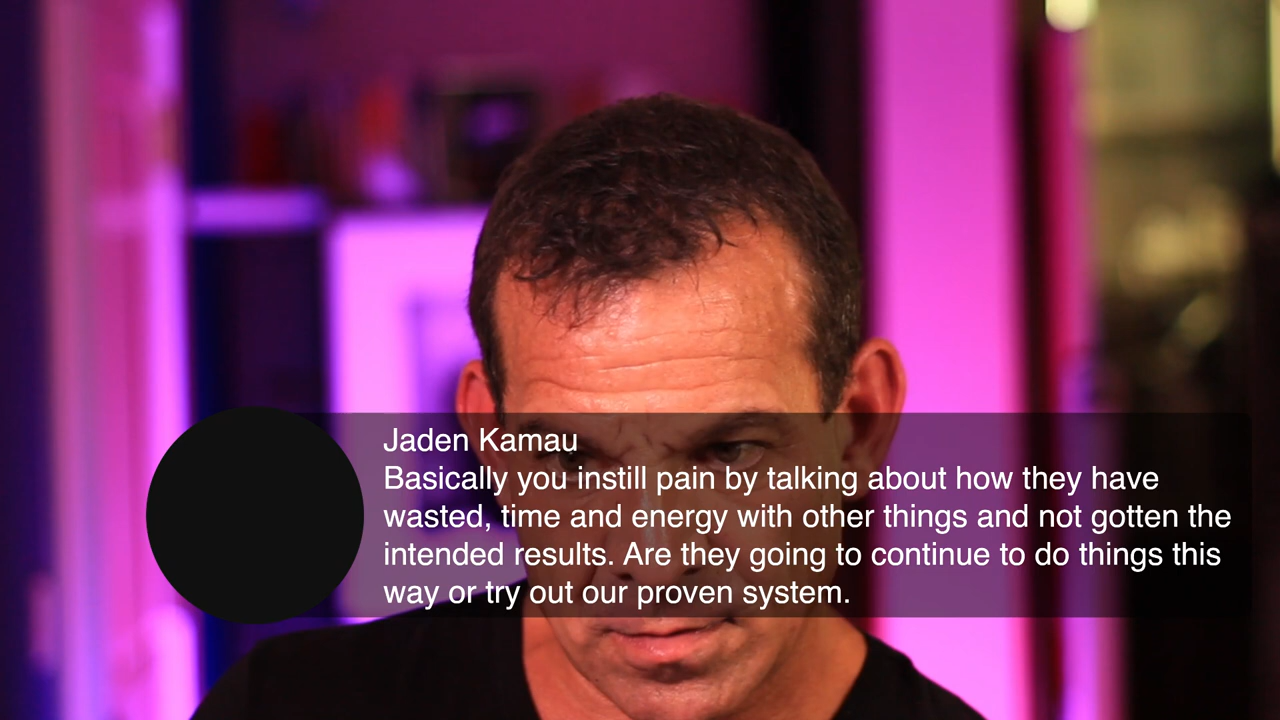 Jaden Kamau
Basically you instill pain by talking about how they have
wasted, time and energy with other things and not gotten the
intended results. Are they going to continue to do things this
way or try out our proven system.